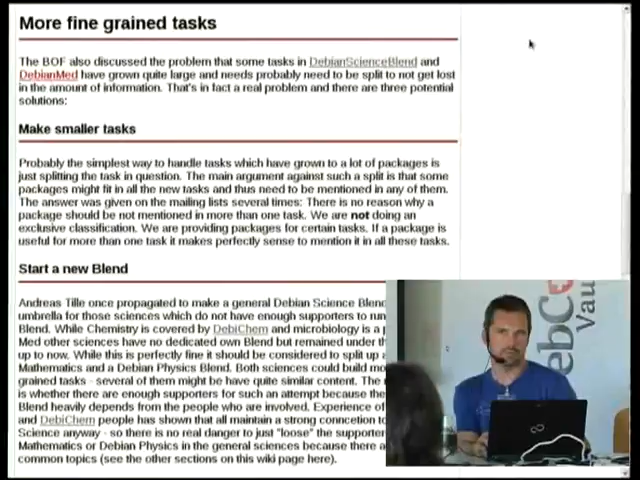 More fine grained tasks
The BOF also discussed the problem that some tasks in DebianScienceBlend and
DebianMed have grown quite large and needs probably need to be split to not get lost
in the amount of information. That's in fact a real problem and there are three potential
solutions:
Make smaller tasks
Probably the simplest way to handle tasks which have grown to a lot of packages is
just splitting the task in question. The main argument against such a split is that some
packages might fit in all the new tasks and thus need to be mentioned in any of them.
The answer was given on the mailing lists several times: There is no reason why a
package should be not mentioned in more than one task. We are not doing an
exclusive classification. We are providing packages for certain tasks. If a package is
useful for more than one task it makes perfectly sense to mention it in all these tasks.
Start a new Blend
Andreas Tille once propagated to make a general Debian Science Blend
umbrella for those sciences which do not have enough supporters to run
Blend. While Chemistry is covered by DebiChem and microbiology is a p
Med other sciences have no dedicated own Blend but remained under th
up to now. While this is perfectly fine it should be considered to split up
Mathematics and a Debian Physics Blend. Both sciences could build mo
grained tasks - several of them might be have quite similar content. The
is whether there are enough supporters for such an attempt because the
Blend heavily depends from the people who are involved. Experience of
and DebiChem people has shown that all maintain a strong conncetion to
Science anyway - so there is no real danger to just "loose" the supporter
Mathematics or Debian Physics in the general sciences because there a
common topics (see the other sections on this wiki page here).
ebC
Vau